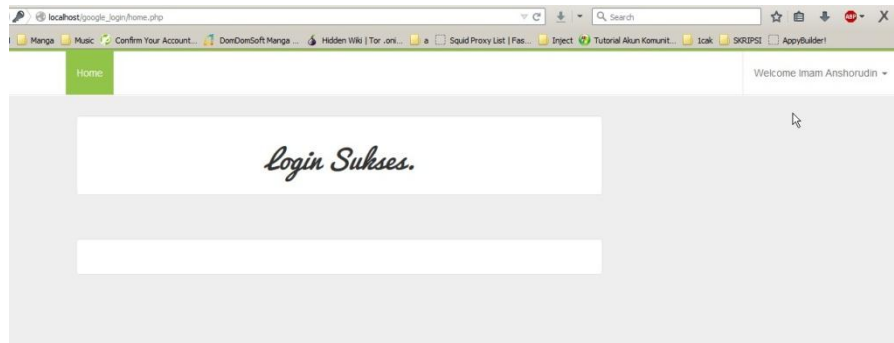 localhost/google_login/home.php
Search
ABP
Manga Music Confirm Your Account... DomDomSoft Manga ... Hidden Wiki | Tor .oni... a Squid Proxy List | Fas... Inject Tutorial Akun Komunit... 1cak SKRIPSI AppyBuilder!
Home
Welcome Imam Anshorudin
Login Sukses.